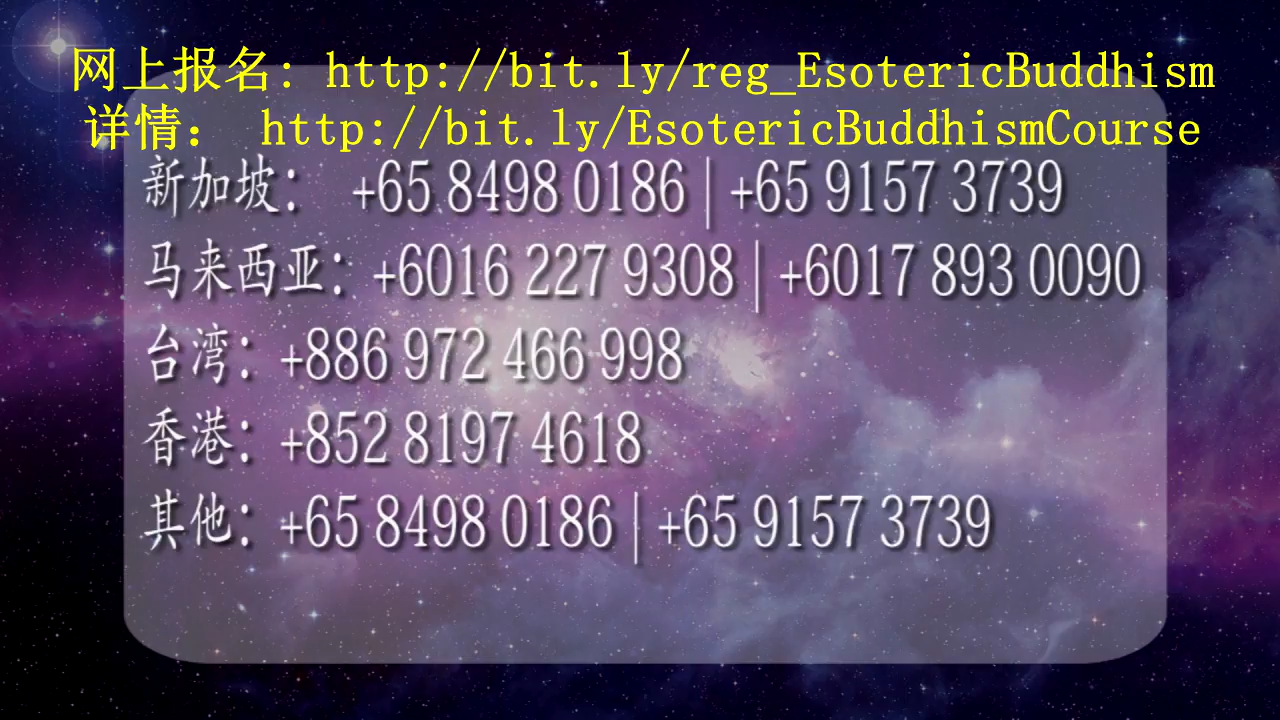 网上报名: http://bit.ly/reg_EsotericBuddhism
详情: http://bit.ly/EsotericBuddhismCourse
新加坡: +65 8498 0186 | +65 9157 3739
马来西亚: +6016 227 9308 | +6017 893 0090
台湾: +886 972 466 998
香港: +852 8197 4618
其他: +65 8498 0186 | +65 9157 3739